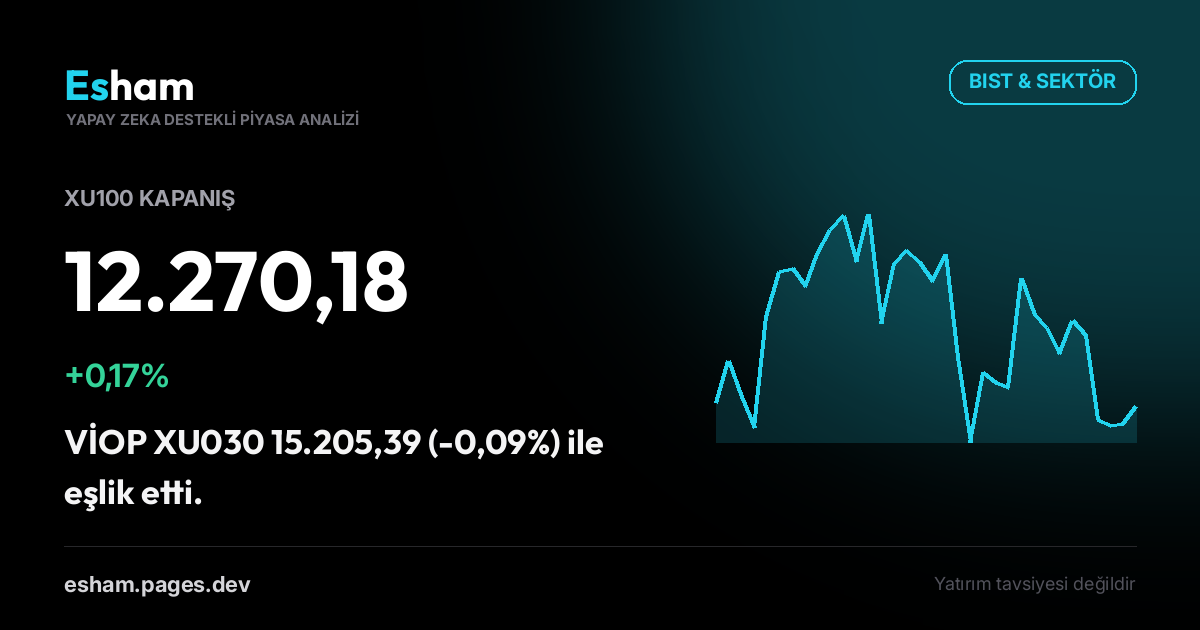 Esham
BIST & SEKTÖR
YAPAY ZEKA DESTEKLİ PİYASA ANALİZİ
XU100 KAPANIŞ
12.270,18
+0,17%
VİOP XU030 15.205,39 (-0,09%) ile
eşlik etti.
esham.pages.dev
Yatırım tavsiyesi değildir